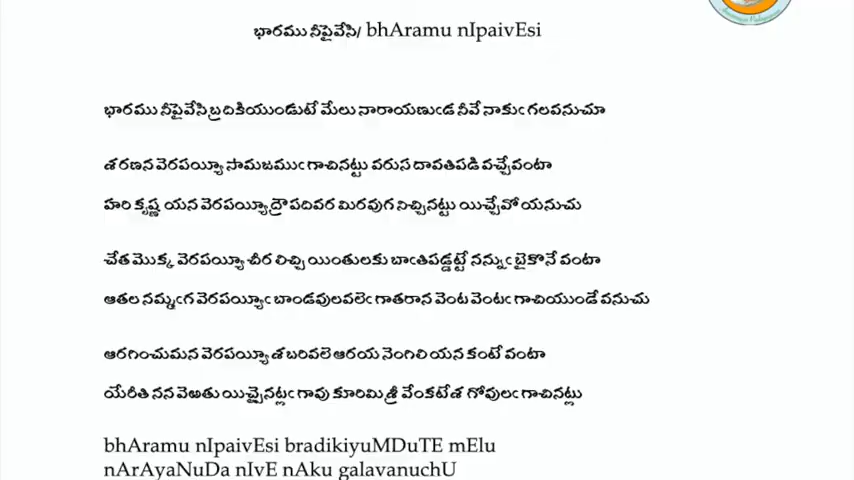 భారము నీపైవేసి/ bhAramu nIpaivEsi
భారము నీపైవేసి బ్రదికియుండుటే మేలు నారాయణుఁడ నీవే నాకుఁ గలవనుచూ
శరణన వెరపయ్యీ సామజముఁ గాచినట్టు వరుస దావతిపడి వచ్చేవంటా
హరి కృష్ణ యన వెరపయ్యీ ద్రౌపదివర మిరవుగ నిచ్చినట్టు యిచ్చేవో యనుచు
చేత మొక్క వెరపయ్యీ చీర లిచ్చి యింతులకు బాఁతిపడ్డట్టే నన్నుఁ బైకొనే వంటా
ఆతల నమ్మఁగ వెరపయ్యీఁ బాండవులవలెఁ గాతరాన వెంట వెంటఁ గాచియుండే వనుచు
ఆరగించుమన వెరపయ్యీ శబరివలె ఆరయ నెంగిలి యన కంటే వంటా
యేరీతి నన వెఱతు యిచ్చైనట్లఁ గావు కూరిమి శ్రీ వేంకటేశ గోవులఁ గాచినట్లు
bhAramu nIpaivEsi bradikiyuMDuTE mElu
nArAyaNuDa nIvE nAku galavanuchU